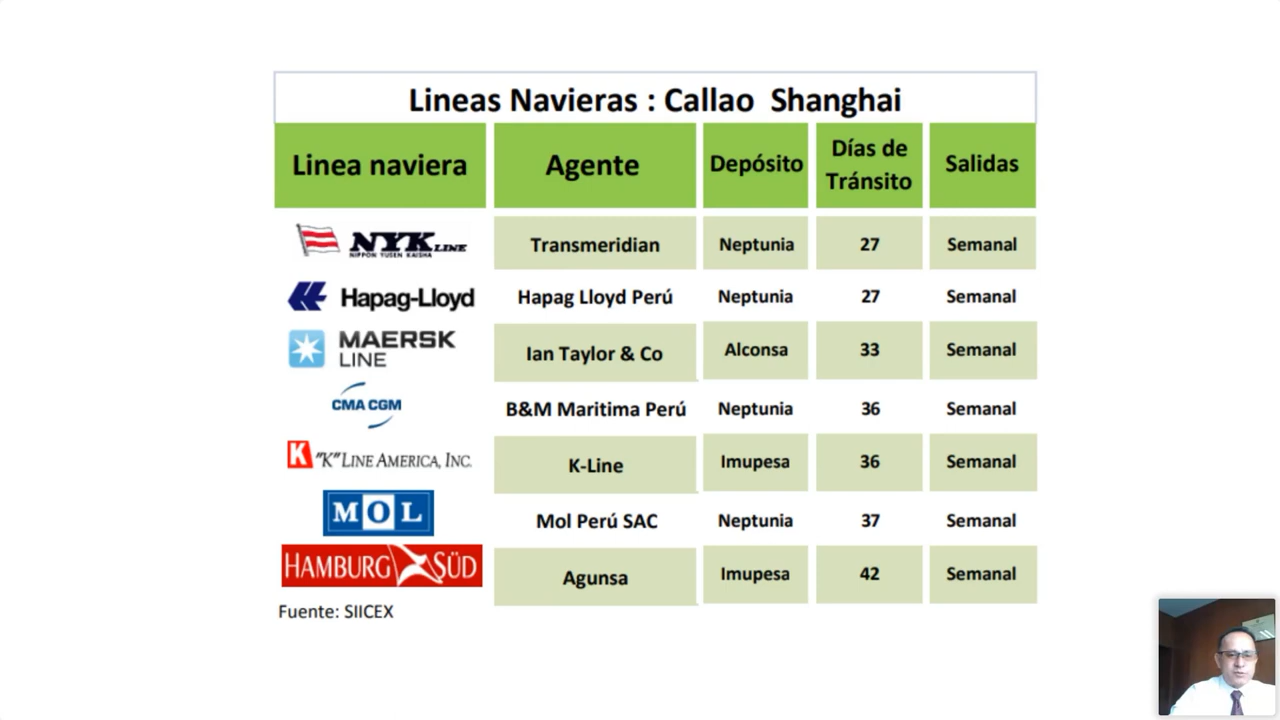 Lineas Navieras : Callao Shanghai
Linea naviera Agente Depósito Días de Tránsito Salidas
NYK LINE NIPPON YUSEN KAISHA Transmeridian Neptunia 27 Semanal
Hapag-Lloyd Hapag Lloyd Perú Neptunia 27 Semanal
MAERSK LINE Ian Taylor & Co Alconsa 33 Semanal
CMA CGM B&M Maritima Perú Neptunia 36 Semanal
K "K" LINE AMERICA, INC. K-Line Imupesa 36 Semanal
MOL Mol Perú SAC Neptunia 37 Semanal
HAMBURG SÜD Agunsa Imupesa 42 Semanal
Fuente: SIICEX